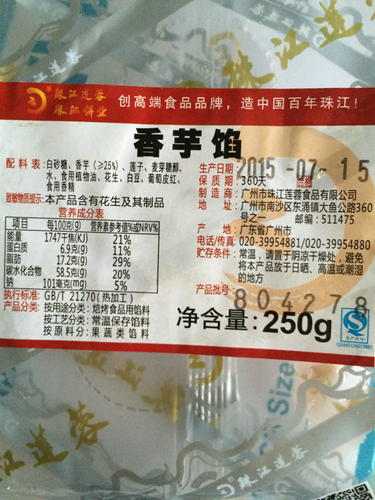 珠江莲蓉
珠江饼业
创高端食品品牌，造中国百年珠江！
香芋馅
配料表：白砂糖、香芋（≥25%）、莲子、麦芽糖醇、
水、食用植物油、花生、白豆、葡萄皮红、
食用香精
致敏物质提示：本产品含有花生及其制品
营养成分表
项目 每100克(g) 营养素参考值%或NRV%
能量 1747千焦(KJ) 21%
蛋白质 6.9克(g) 11%
脂肪 17.2克(g) 29%
碳水化合物 58.5克(g) 20%
钠 101毫克(mg) 5%
执行标准：GB/T 21270（热加工）
产品分类：按用途分类：焙烤食品用馅料
按工艺分类：常温保存馅料
按原料分类：果蔬类馅料
生产日期：2015-07-15
保质期：360天
制造商：广州市珠江莲蓉食品有限公司
地址：广州市南沙区东涌镇大鱼公路360
号之一 邮编：511475
产地：广东省广州市
电话/传真：020-39954881/020-39954880
贮存条件：常温，请置于阴凉干燥处，避免
将本产品放于日晒、高温或潮湿
的地方
产品批号：
804278
净含量：250g
QS
生产许可
Size
珠江莲蓉
珠江莲蓉